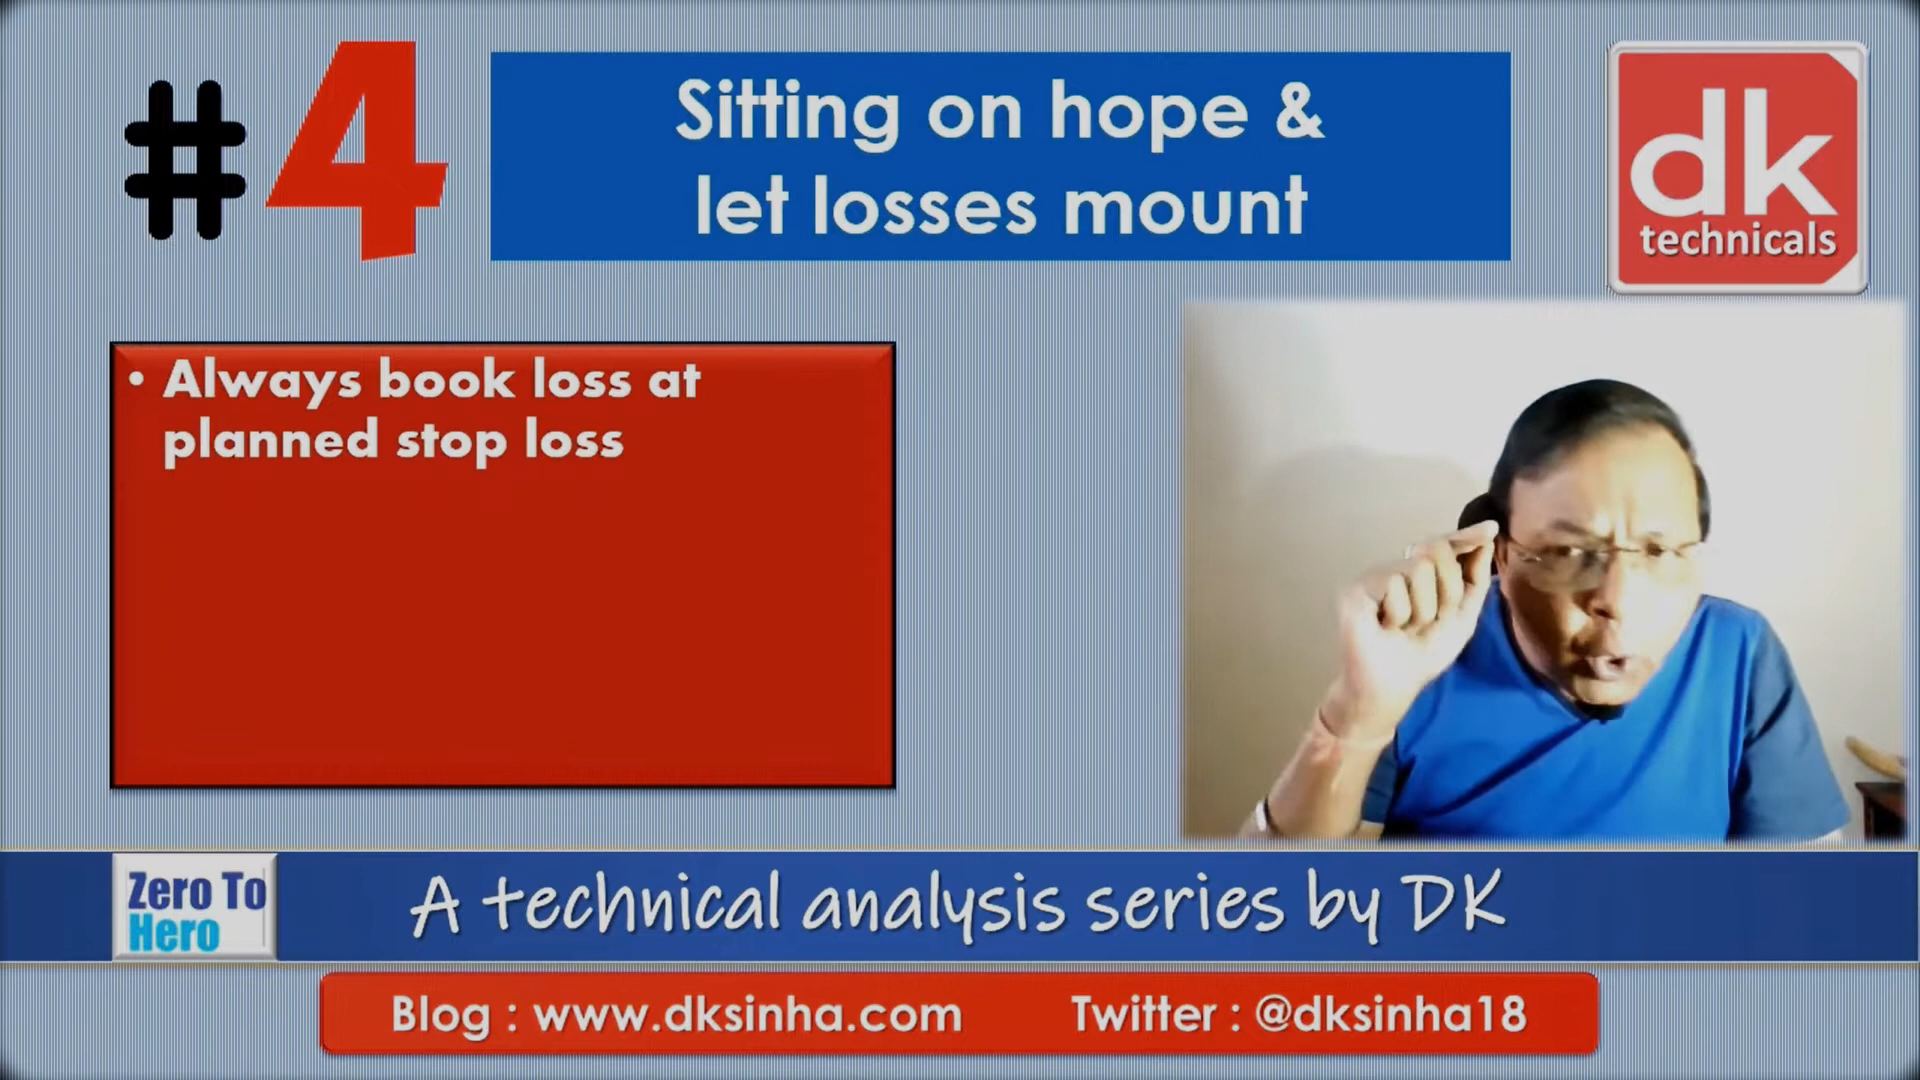 #4
Sitting on hope &
let losses mount
dk
technicals
• Always book loss at
planned stop loss
Zero To
Hero
A technical analysis series by DK
Blog : www.dksinha.com Twitter : @dksinha18